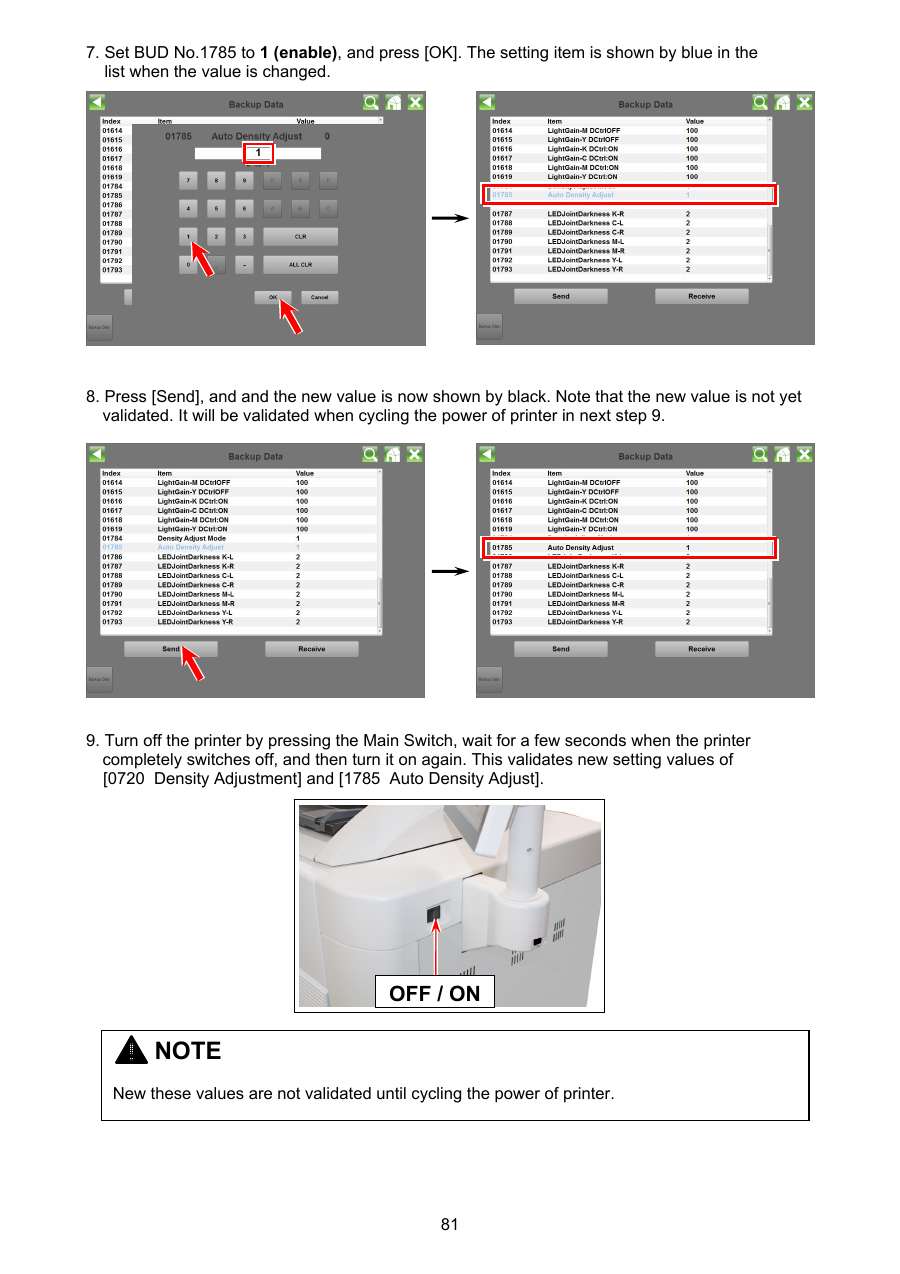 7. Set BUD No.1785 to 1 (enable), and press [OK]. The setting item is shown by blue in the
list when the value is changed.
Backup Data
Index Item Value
01614
01615
01616
01617
01618
01619
01784
01785
01786
01787
01788
01789
01790
01791
01792
01793
01785 Auto Density Adjust 0
1
7 8 9
4 5 6
1 2 3 CLR
0 - ALL CLR
OK Cancel
Backup Data
Backup Data
Index Item Value
01614 LightGain-M DCtrlOFF 100
01615 LightGain-Y DCtrlOFF 100
01616 LightGain-K DCtrl:ON 100
01617 LightGain-C DCtrl:ON 100
01618 LightGain-M DCtrl:ON 100
01619 LightGain-Y DCtrl:ON 100
01785 Auto Density Adjust 1
01787 LEDJointDarkness K-R 2
01788 LEDJointDarkness C-L 2
01789 LEDJointDarkness C-R 2
01790 LEDJointDarkness M-L 2
01791 LEDJointDarkness M-R 2
01792 LEDJointDarkness Y-L 2
01793 LEDJointDarkness Y-R 2
Send Receive
Backup Data
8. Press [Send], and and the new value is now shown by black. Note that the new value is not yet
validated. It will be validated when cycling the power of printer in next step 9.
Backup Data
Index Item Value
01614 LightGain-M DCtrlOFF 100
01615 LightGain-Y DCtrlOFF 100
01616 LightGain-K DCtrl:ON 100
01617 LightGain-C DCtrl:ON 100
01618 LightGain-M DCtrl:ON 100
01619 LightGain-Y DCtrl:ON 100
01784 Density Adjust Mode 1
01785 Auto Density Adjust 1
01786 LEDJointDarkness K-L 2
01787 LEDJointDarkness K-R 2
01788 LEDJointDarkness C-L 2
01789 LEDJointDarkness C-R 2
01790 LEDJointDarkness M-L 2
01791 LEDJointDarkness M-R 2
01792 LEDJointDarkness Y-L 2
01793 LEDJointDarkness Y-R 2
Send Receive
Backup Data
Backup Data
Index Item Value
01614 LightGain-M DCtrlOFF 100
01615 LightGain-Y DCtrlOFF 100
01616 LightGain-K DCtrl:ON 100
01617 LightGain-C DCtrl:ON 100
01618 LightGain-M DCtrl:ON 100
01619 LightGain-Y DCtrl:ON 100
01785 Auto Density Adjust 1
01787 LEDJointDarkness K-R 2
01788 LEDJointDarkness C-L 2
01789 LEDJointDarkness C-R 2
01790 LEDJointDarkness M-L 2
01791 LEDJointDarkness M-R 2
01792 LEDJointDarkness Y-L 2
01793 LEDJointDarkness Y-R 2
Send Receive
Backup Data
9. Turn off the printer by pressing the Main Switch, wait for a few seconds when the printer
completely switches off, and then turn it on again. This validates new setting values of
[0720 Density Adjustment] and [1785 Auto Density Adjust].
OFF / ON
NOTE
New these values are not validated until cycling the power of printer.
81